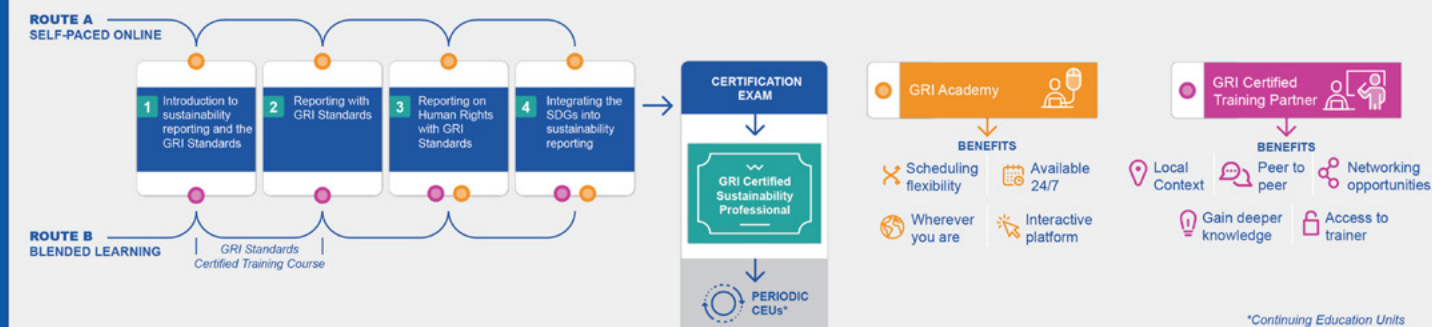 ROUTE A
SELF-PACED ONLINE
1
Introduction to
sustainability
reporting and the
GRI Standards
2
Reporting with
GRI Standards
3
Reporting on
Human Rights
with GRI
Standards
4
Integrating the
SDGs into
sustainability
reporting
ROUTE B
BLENDED LEARNING
GRI Standards
Certified Training Course
CERTIFICATION
EXAM
GRI Certified
Sustainability
Professional
PERIODIC
CEUs*
GRI Academy
BENEFITS
Scheduling
flexibility
Available
24/7
Wherever
you are
Interactive
platform
GRI Certified
Training Partner
BENEFITS
Local
Context
Peer to
peer
Networking
opportunities
Gain deeper
knowledge
Access to
trainer
*Continuing Education Units